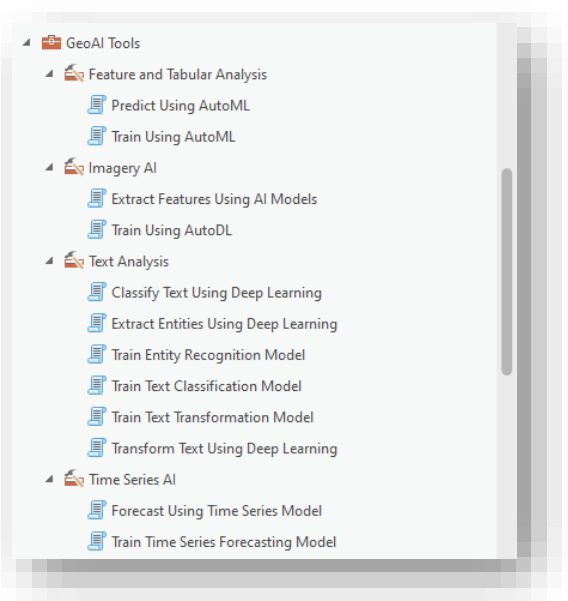 GeoAI Tools
Feature and Tabular Analysis
Predict Using AutoML
Train Using AutoML
Imagery AI
Extract Features Using AI Models
Train Using AutoDL
Text Analysis
Classify Text Using Deep Learning
Extract Entities Using Deep Learning
Train Entity Recognition Model
Train Text Classification Model
Train Text Transformation Model
Transform Text Using Deep Learning
Time Series AI
Forecast Using Time Series Model
Train Time Series Forecasting Model